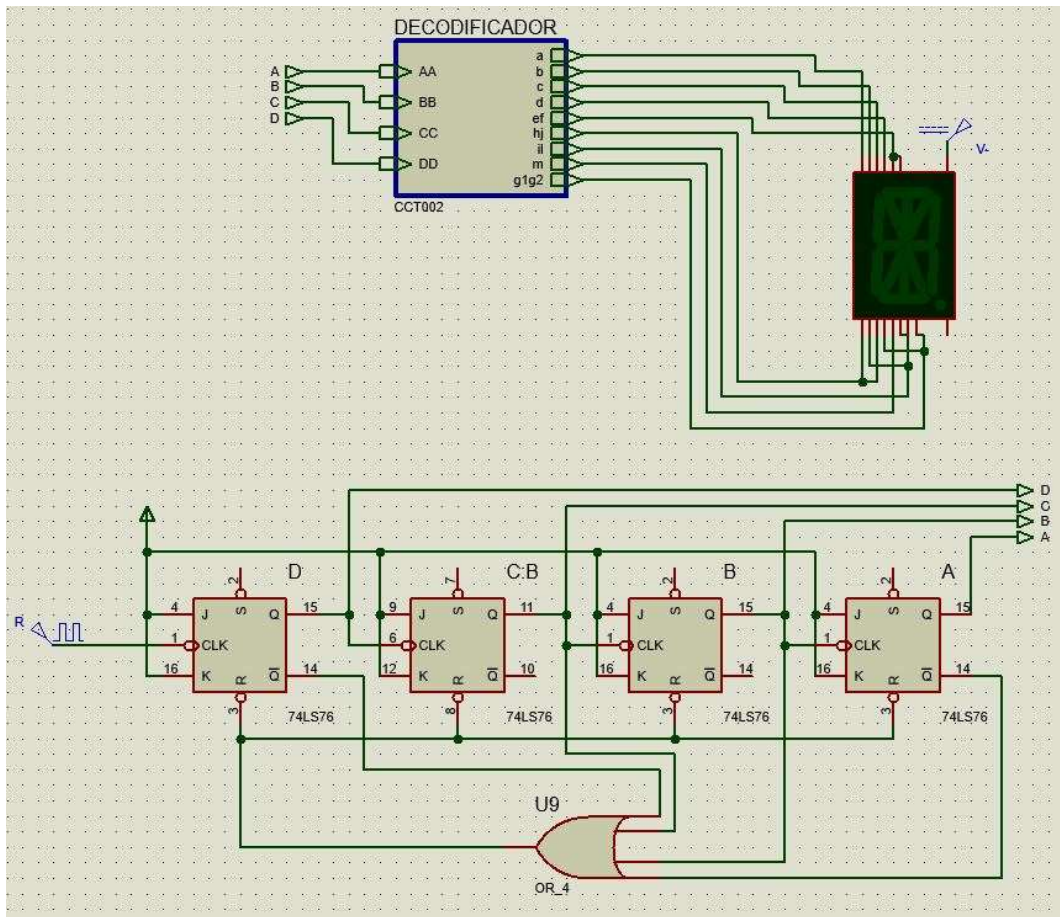 DECODIFICADOR
A
B
C
D
AA
BB
CC
DD
a
b
c
d
ef
hj
il
m
g1g2
CCT002
V-
D
C
B
A
D
C:B
B
A
R
2
4
J
S
Q
15
1
CLK
16
K
R
Q
14
3
74LS76
7
9
J
S
Q
11
6
CLK
12
K
R
Q
10
8
74LS76
2
4
J
S
Q
15
1
CLK
16
K
R
Q
14
3
74LS76
2
4
J
S
Q
15
1
CLK
16
K
R
Q
14
3
74LS76
U9
OR_4